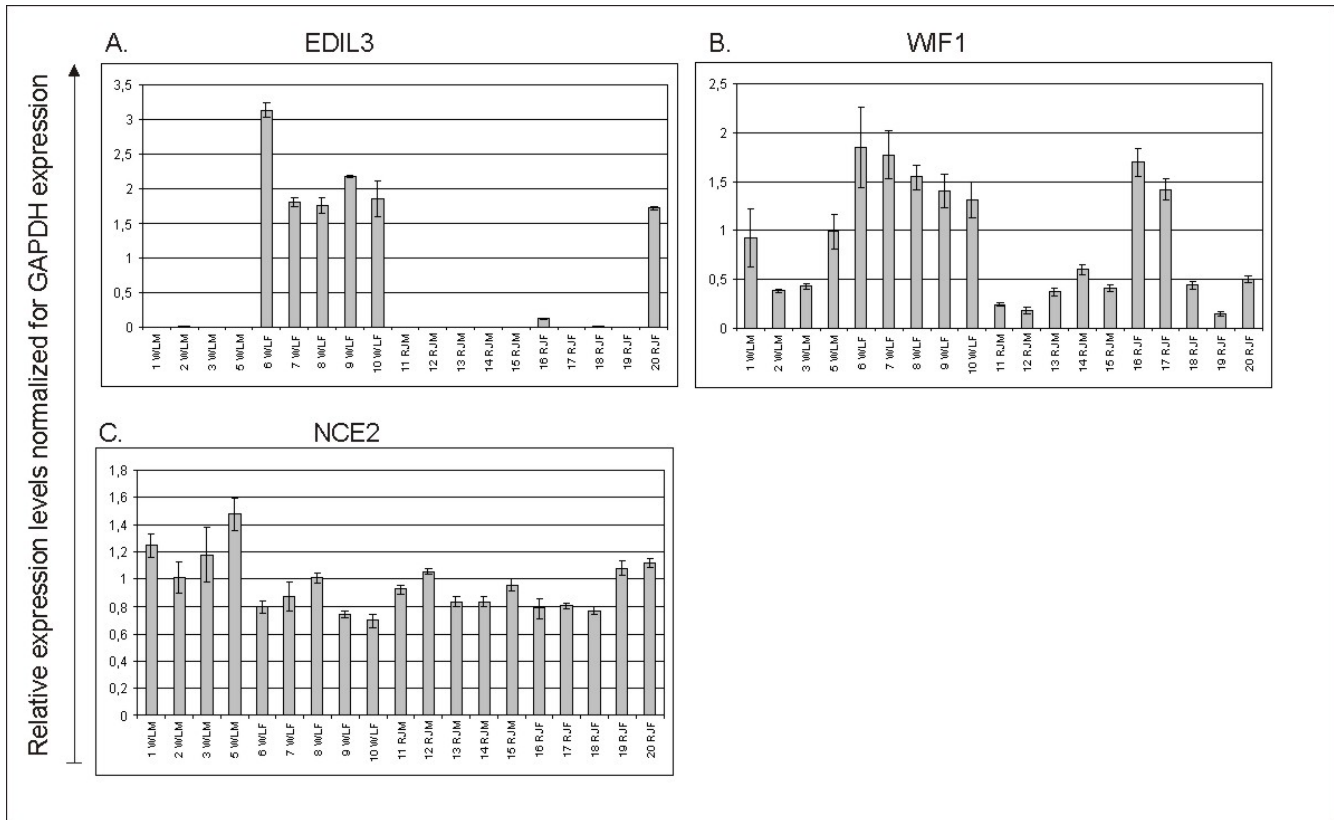 Relative expression levels normalized for GAPDH expression
A. EDIL3
3,5
3
2,5
2
1,5
1
0,5
0
1 WLM
2 WLM
3 WLM
5 WLM
6 WLF
7 WLF
8 WLF
9 WLF
10 WLF
11 RJM
12 RJM
13 RJM
14 RJM
15 RJM
16 RJF
17 RJF
18 RJF
19 RJF
20 RJF
B. WIF1
2,5
2
1,5
1
0,5
0
1 WLM
2 WLM
3 WLM
5 WLM
6 WLF
7 WLF
8 WLF
9 WLF
10 WLF
11 RJM
12 RJM
13 RJM
14 RJM
15 RJM
16 RJF
17 RJF
18 RJF
19 RJF
20 RJF
C. NCE2
1,8
1,6
1,4
1,2
1
0,8
0,6
0,4
0,2
0
1 WLM
2 WLM
3 WLM
5 WLM
6 WLF
7 WLF
8 WLF
9 WLF
10 WLF
11 RJM
12 RJM
13 RJM
14 RJM
15 RJM
16 RJF
17 RJF
18 RJF
19 RJF
20 RJF